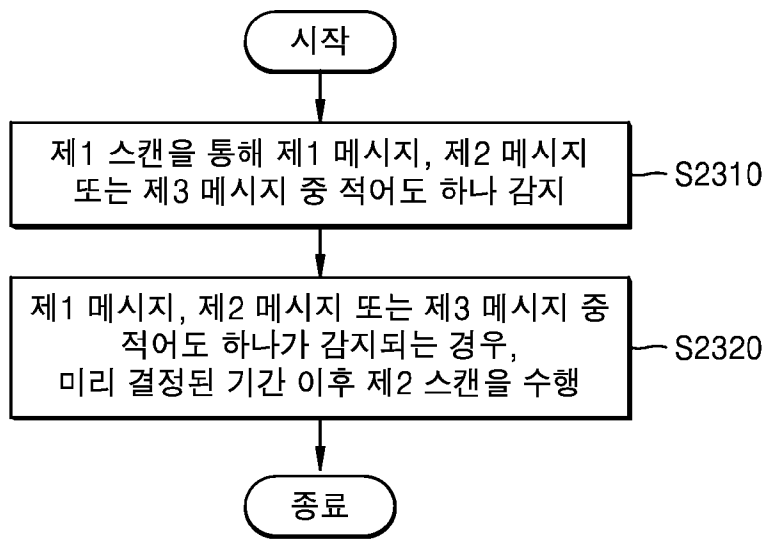 시작
제1 스캔을 통해 제1 메시지, 제2 메시지
또는 제3 메시지 중 적어도 하나 감지
S2310
제1 메시지, 제2 메시지 또는 제3 메시지 중
적어도 하나가 감지되는 경우,
미리 결정된 기간 이후 제2 스캔을 수행
S2320
종료